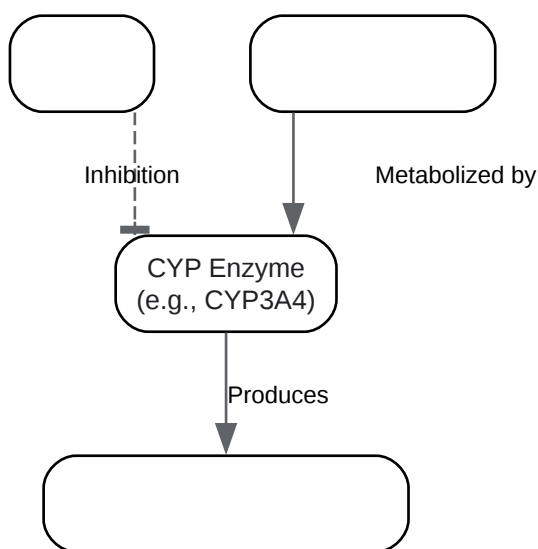 Inhibition
Metabolized by
CYP Enzyme
(e.g., CYP3A4)
Produces